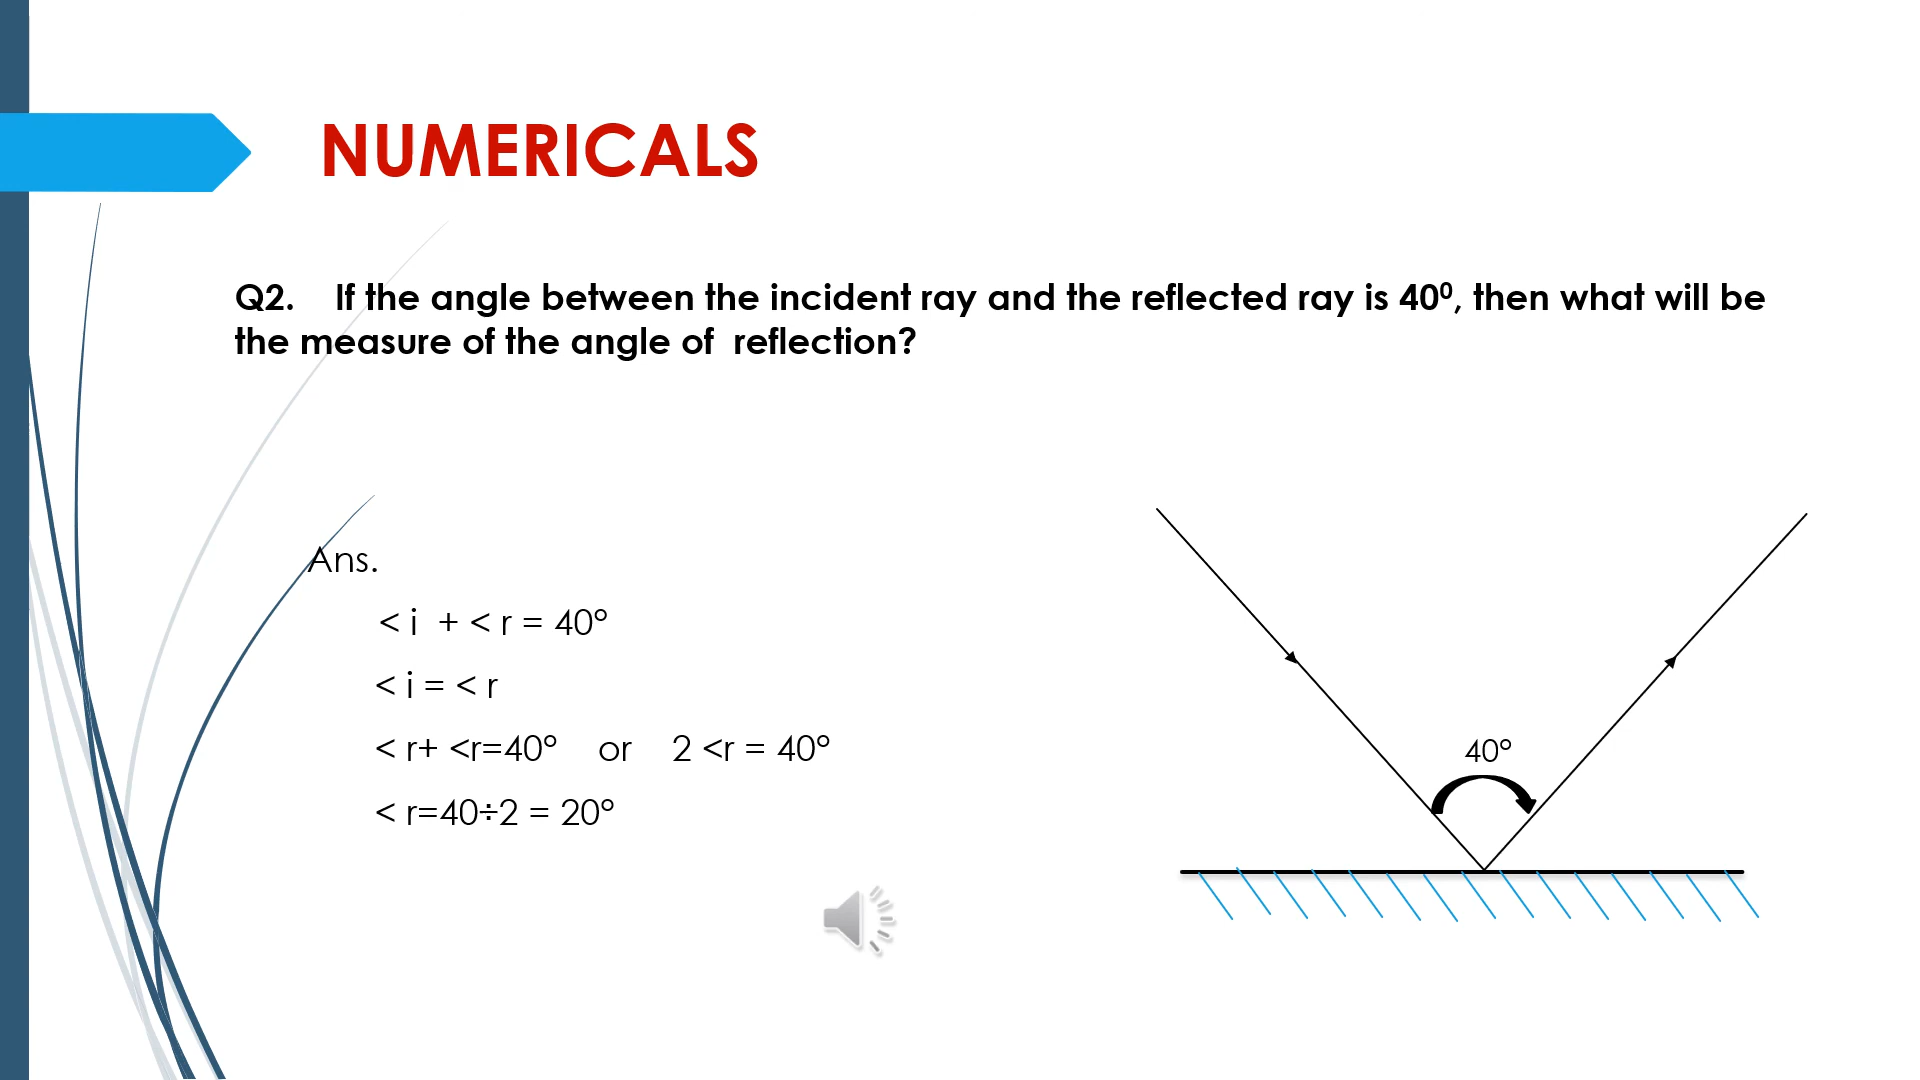 NUMERICALS
Q2. If the angle between the incident ray and the reflected ray is 40⁰, then what will be
the measure of the angle of reflection?
Ans.
< i + < r = 40°
< i = < r
< r+ <r=40° or 2 <r = 40°
< r=40÷2 = 20°
40°